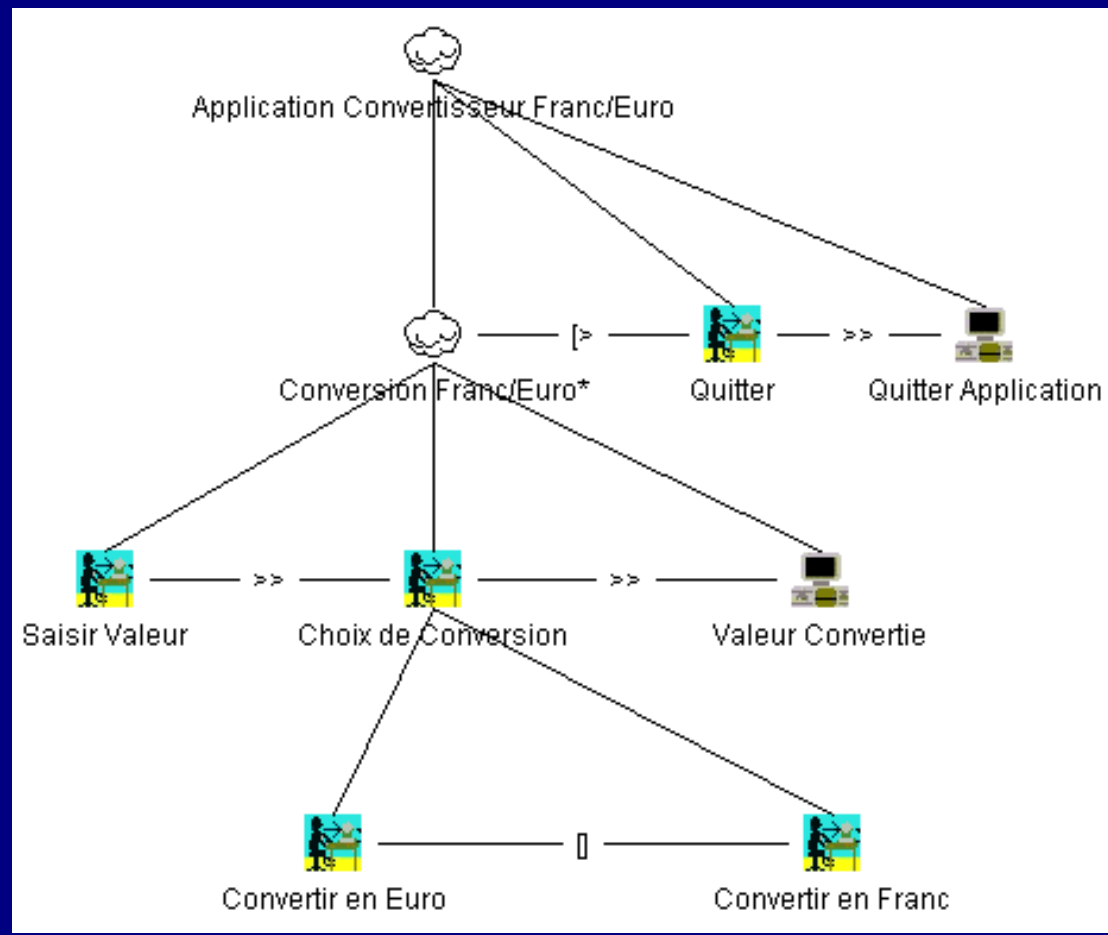 Application Convertisseur Franc/Euro
[> >>
Conversion Franc/Euro* Quitter Quitter Application
>> >>
Saisir Valeur Choix de Conversion Valeur Convertie
[]
Convertir en Euro Convertir en Franc